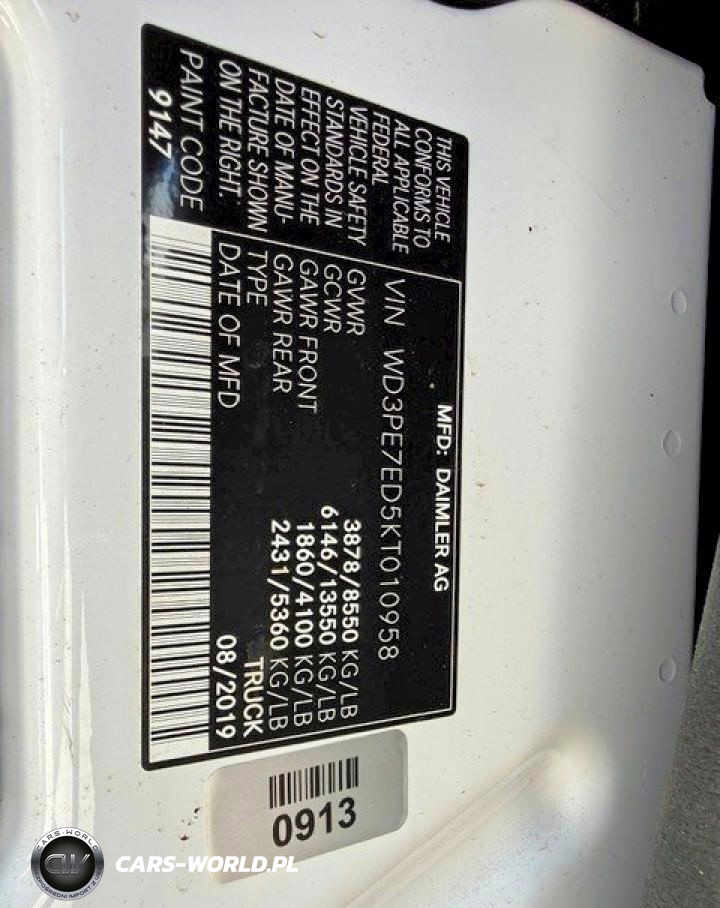 MFD: DAIMLER AG
VIN WD3PE7ED5KT010958
GVWR 3878/8550 KG/LB
GCWR 6146/13550 KG/LB
GAWR FRONT 1860/4100 KG/LB
GAWR REAR 2431/5360 KG/LB
TYPE TRUCK
DATE OF MFD 08/2019
THIS VEHICLE
CONFORMS TO
ALL APPLICABLE
FEDERAL
VEHICLE SAFETY
STANDARDS IN
EFFECT ON THE
DATE OF MANU-
FACTURE SHOWN
ON THE RIGHT
PAINT CODE
9147
0913
CARS-WORLD
CW
CARS-WORLD.PL